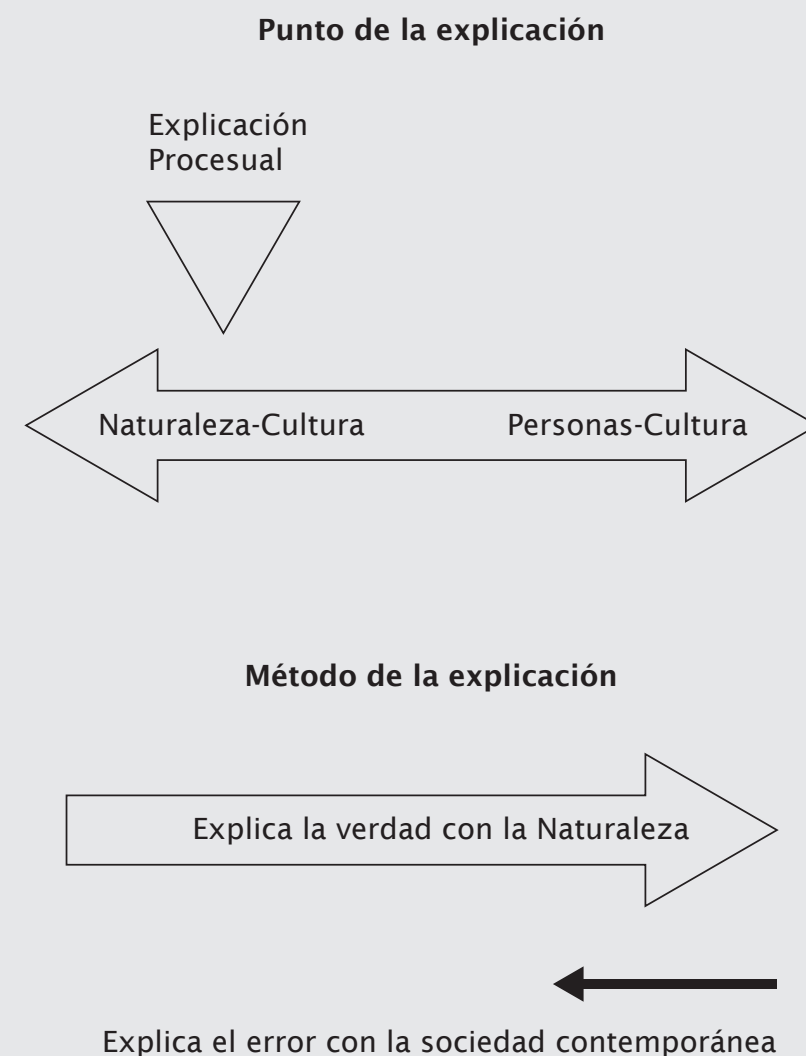 Punto de la explicación
Explicación
Procesual
Naturaleza-Cultura
Personas-Cultura
Método de la explicación
Explica la verdad con la Naturaleza
Explica el error con la sociedad contemporánea